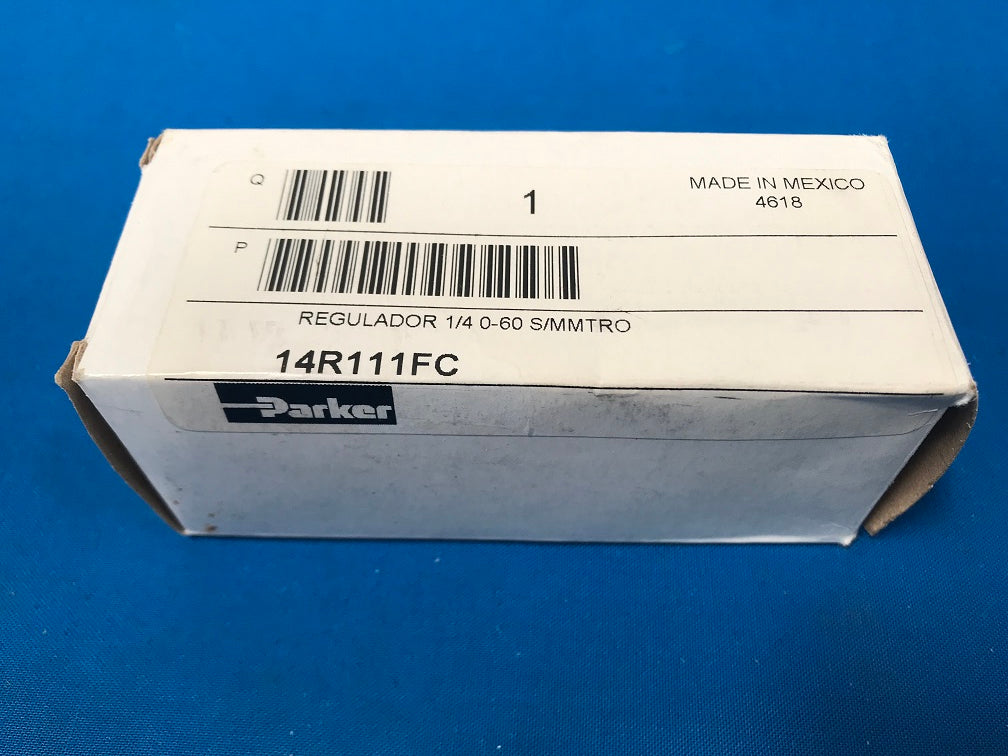 Q 1 MADE IN MEXICO
4618
P
REGULADOR 1/4 0-60 S/MMTRO
14R111FC
Parker